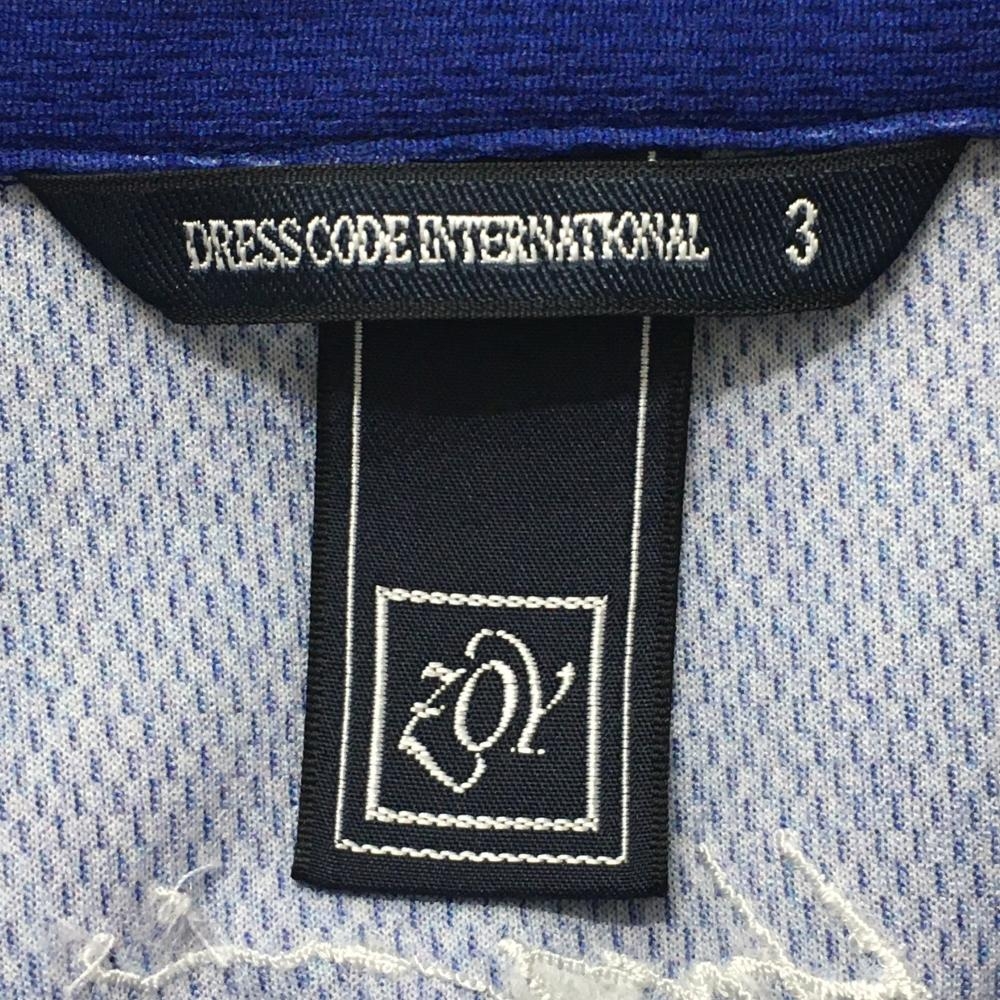 DRESS CODE INTERNATIONAL 3
ZOY